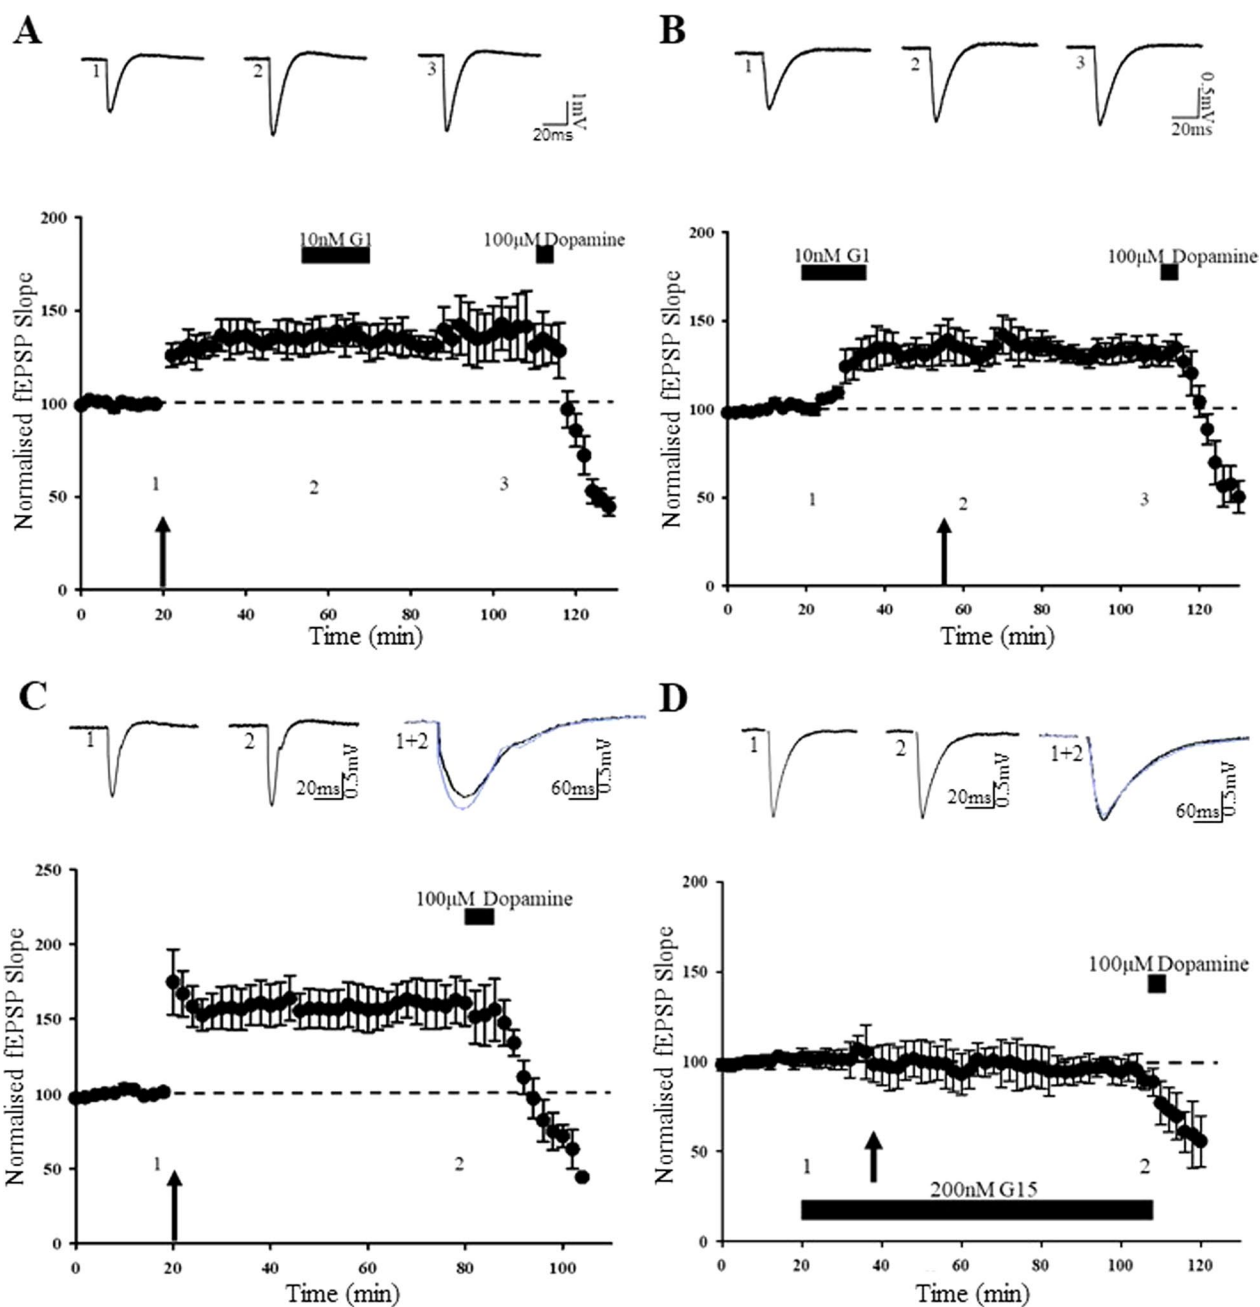 A
1
2
3
1mV
20ms
10nM G1
100μM Dopamine
Normalised fEPSP Slope
200
150
100
50
0
1
2
3
0 20 40 60 80 100 120
Time (min)
B
1
2
3
0.5mV
20ms
10nM G1
100μM Dopamine
Normalised fEPSP Slope
200
150
100
50
0
1
2
3
0 20 40 60 80 100 120
Time (min)
C
1
2
1+2
20ms
0.5mV
60ms
0.5mV
100μM Dopamine
Normalised fEPSP Slope
250
200
150
100
50
0
1
2
0 20 40 60 80 100
Time (min)
D
1
2
1+2
20ms
0.5mV
60ms
0.5mV
100μM Dopamine
Normalised fEPSP Slope
200
150
100
50
0
1
2
200nM G15
0 20 40 60 80 100 120
Time (min)